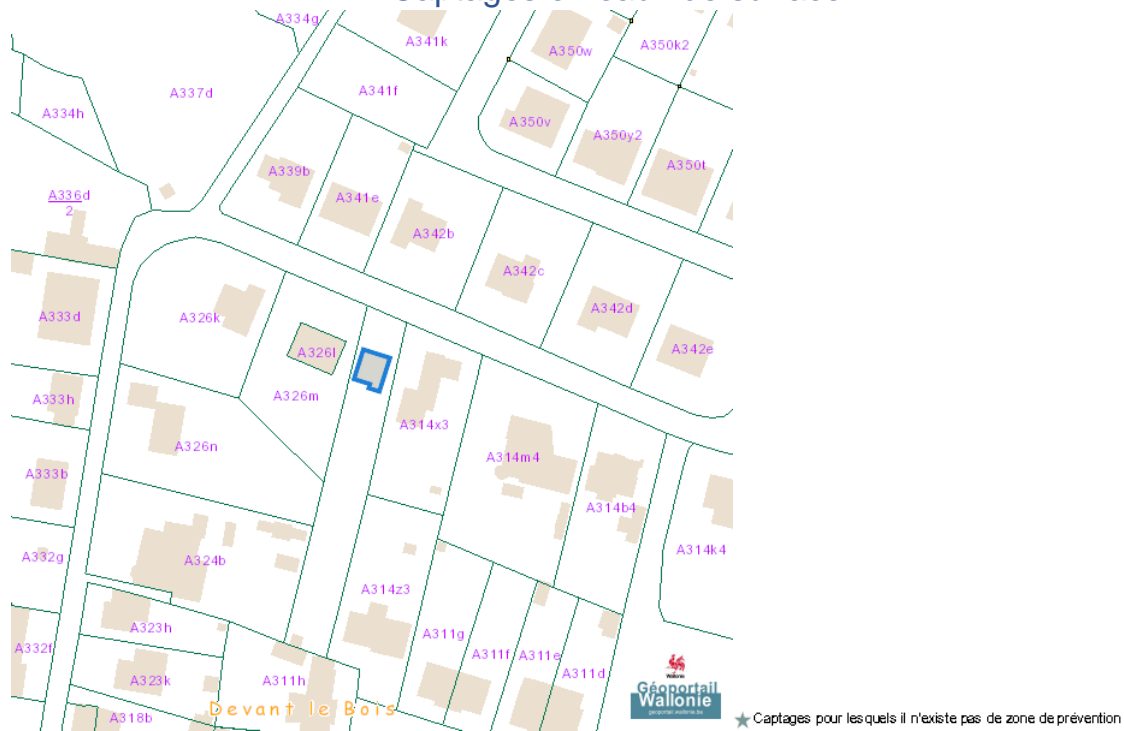 A334g
A341k
A350w
A350k2
A337d
A341f
A334h
A350v
A350y2
A339b
A350t
A336d
2
A341e
A342b
A342c
A333d
A326k
A342d
A326l
A342e
A333h
A326m
A314x3
A326n
A314m4
A333b
A314b4
A332g
A324b
A314k4
A314z3
A323h
A311g
A332f
A311f
A311e
A311d
A323k
A311h
Wallonie
Géoportail
Wallonie
geoportail.wallonie.be
Devant le Bois
A318b
Captages pour lesquels il n'existe pas de zone de prévention